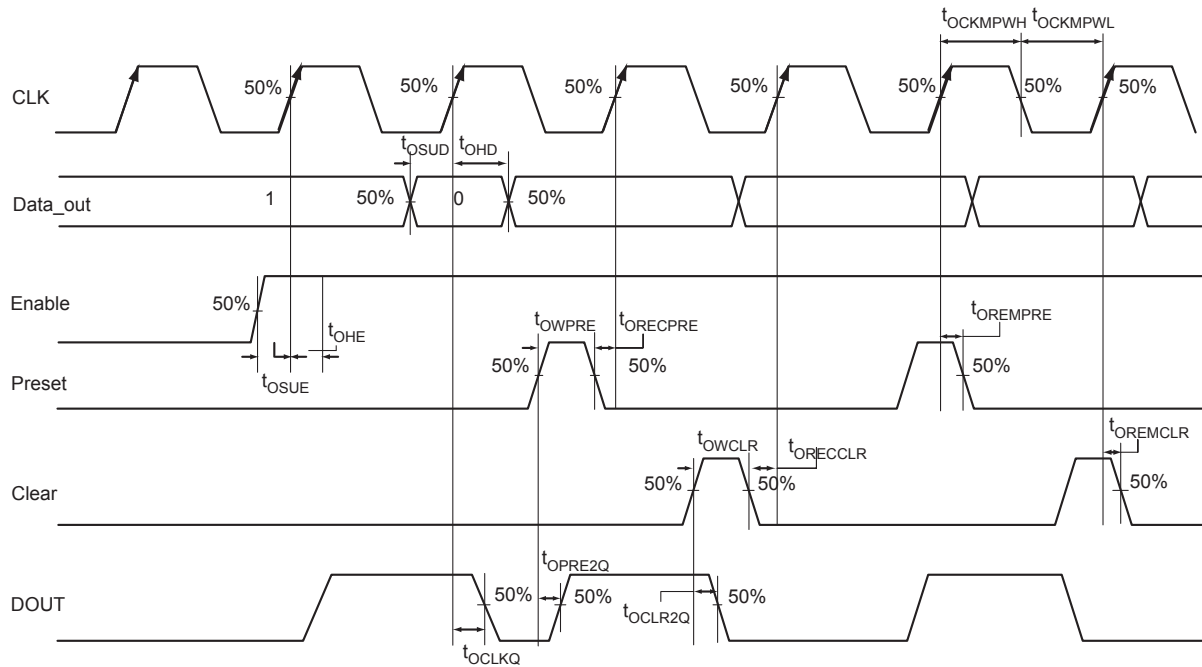 tOCKMPWH tOCKMPWL
CLK
50% 50% 50% 50% 50% 50% 50%
tOSUD tOHD
Data_out
1 50% 0 50%
Enable
50%
tOHE
tOSUE
tOWPRE tORECPRE
tOREMPRE
Preset
50% 50% 50%
tOWCLR tORECCLR
tOREMCLR
Clear
50% 50% 50%
tOPRE2Q
DOUT
50% 50% 50%
tOCLR2Q
tOCLKQ